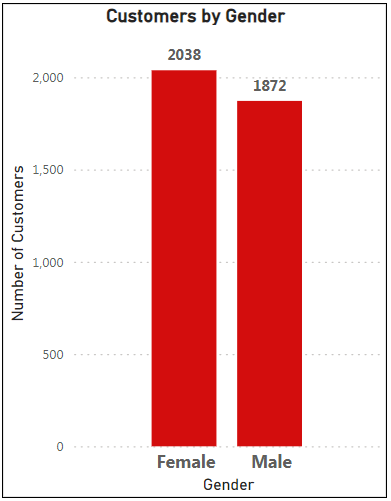 Customers by Gender
2038
1872
2,000
1,500
1,000
500
0
Number of Customers
Female Male
Gender